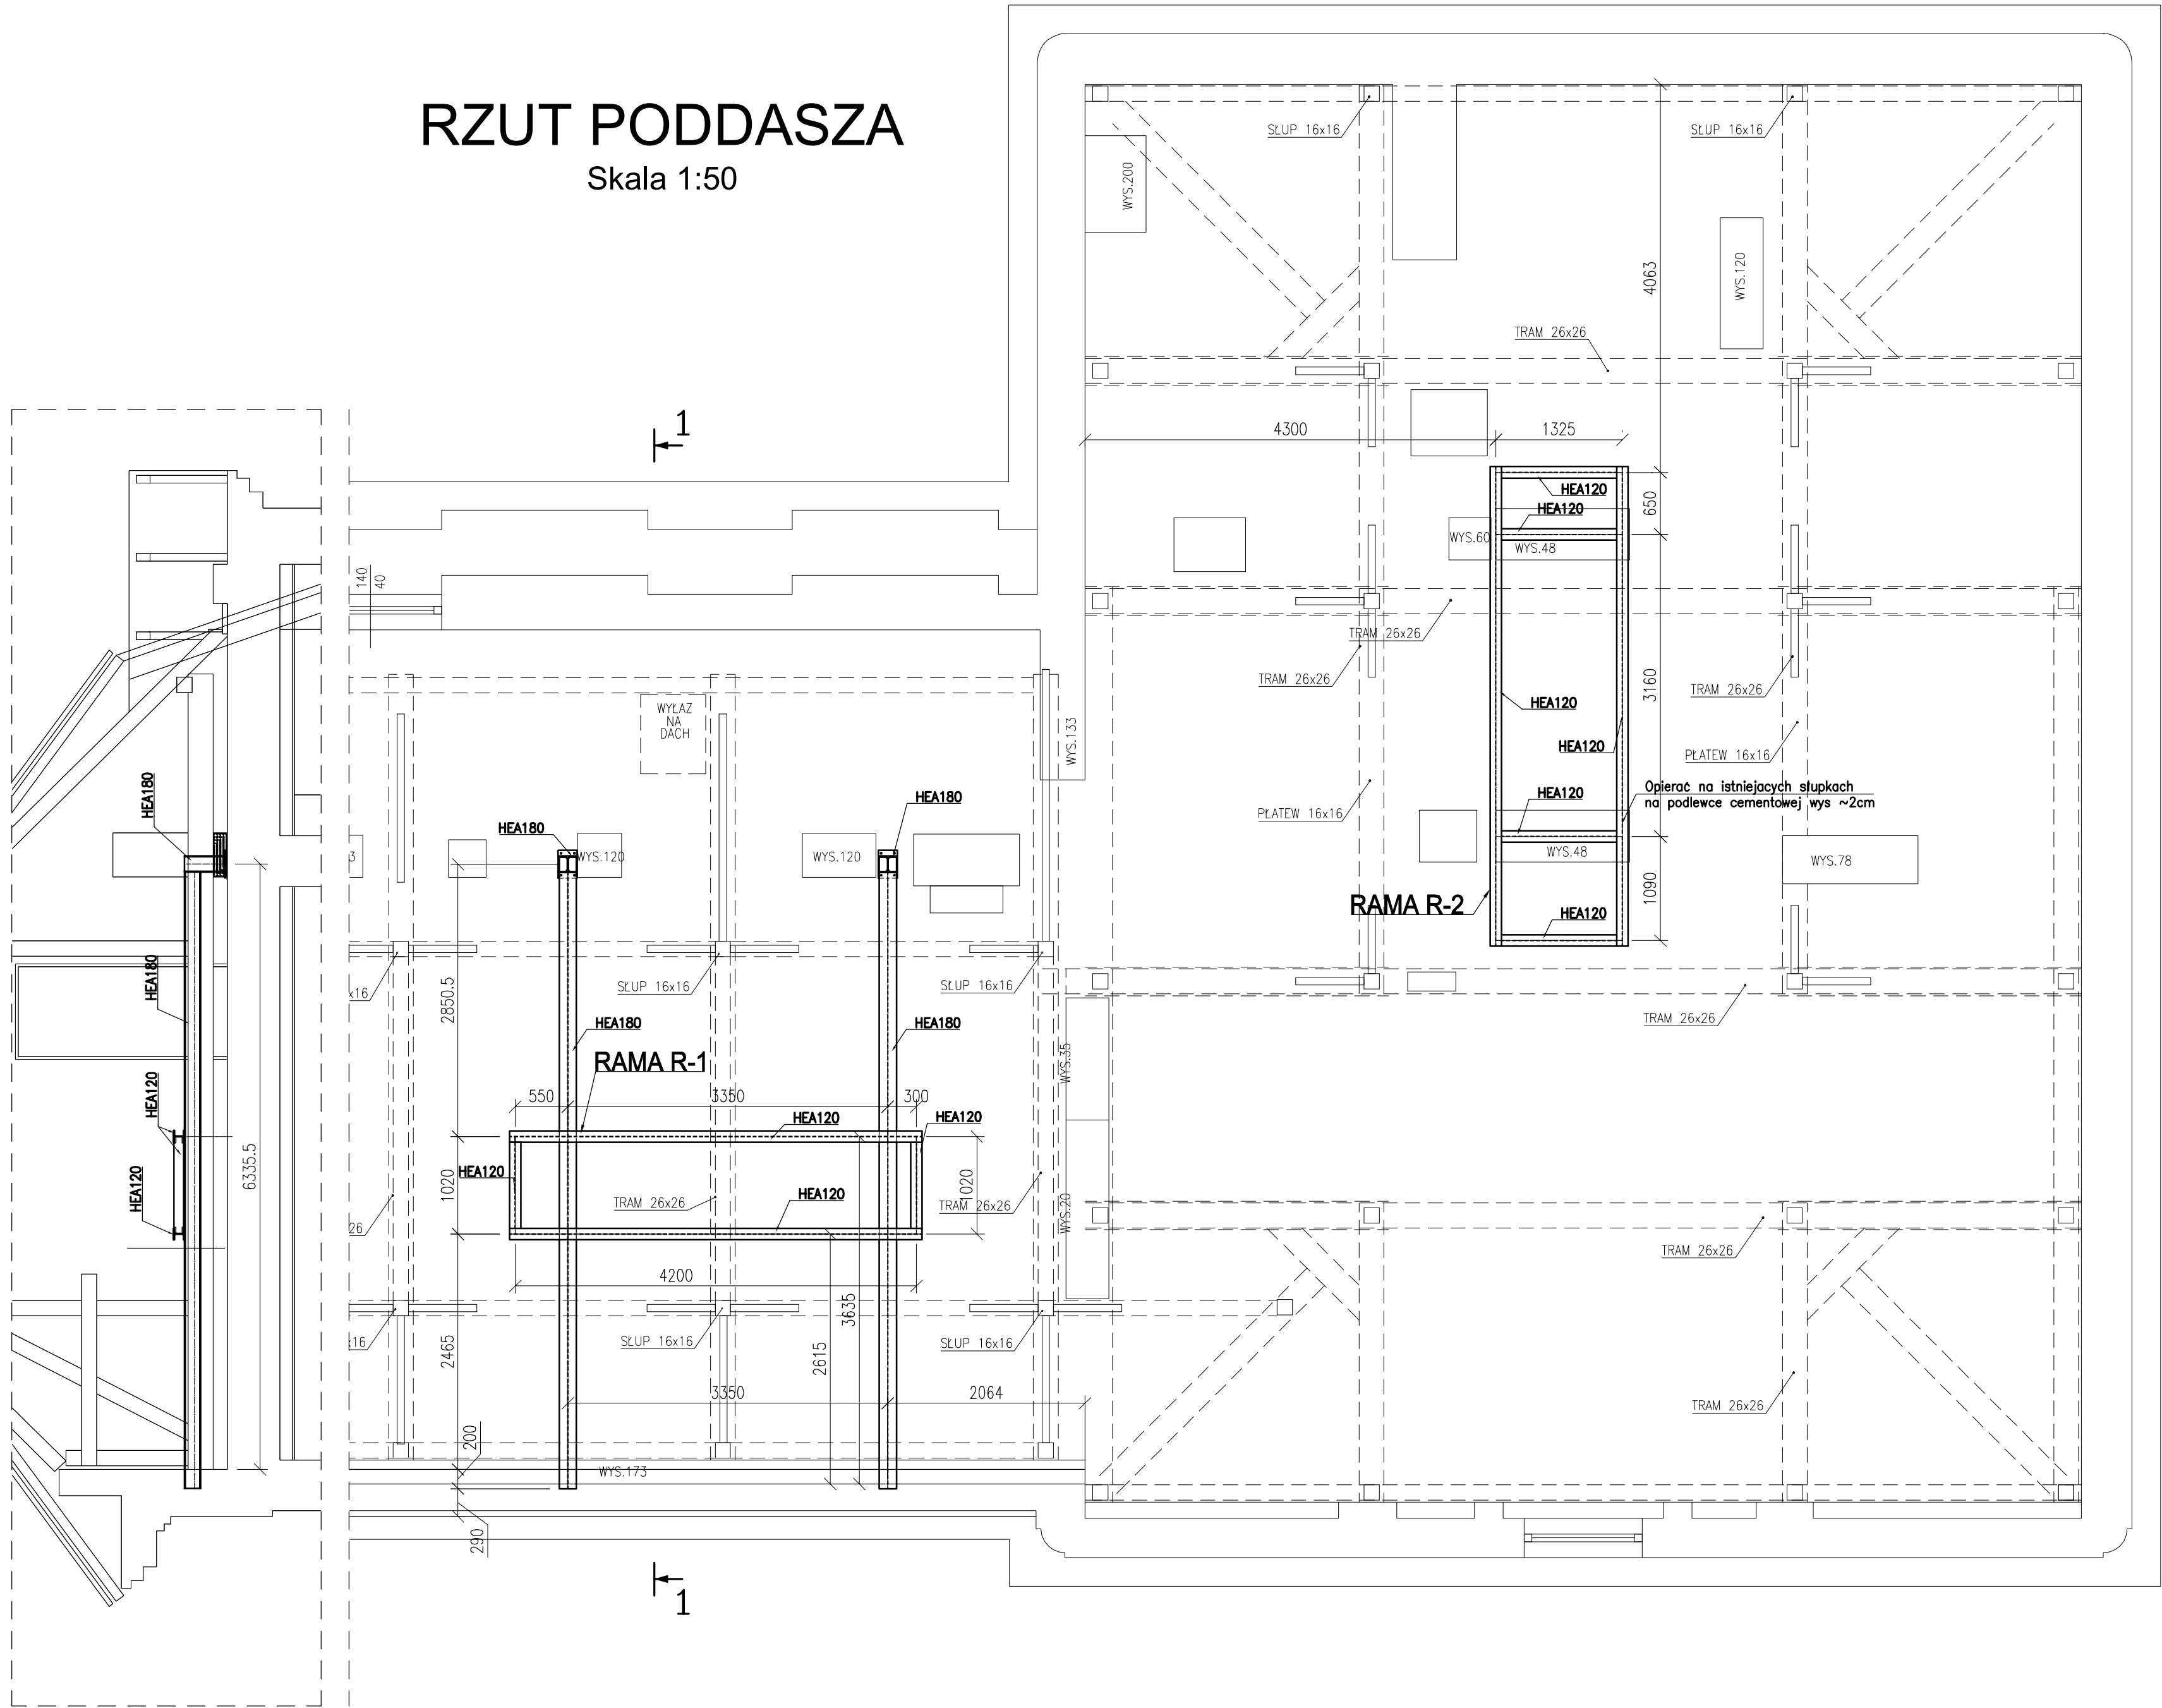 RZUT PODDASZA
Skala 1:50
SŁUP 16x16
SŁUP 16x16
WYS.200
WYS.120
4063
TRAM 26x26
1
4300
1325
HEA120
650
HEA120
WYS.60
WYS.48
140
40
TRAM 26x26
TRAM 26x26
3160
TRAM 26x26
HEA120
WYŁAZ
NA
DACH
WYS.133
HEA120
PŁATEW 16x16
HEA180
HEA180
HEA180
Opierać na istniejacych słupkach
na podlewce cementowej wys ~2cm
HEA120
PŁATEW 16x16
3
WYS.120
WYS.120
WYS.48
WYS.78
1090
RAMA R-2
HEA120
HEA180
x16
SŁUP 16x16
SŁUP 16x16
2850.5
TRAM 26x26
HEA180
HEA180
RAMA R-1
WYS.35
HEA120
550
3350
300
HEA120
HEA120
6335.5
HEA120
1020
HEA120
HEA120
1020
TRAM 26x26
TRAM 26x26
WYS.20
26
TRAM 26x26
4200
3635
:16
SŁUP 16x16
SŁUP 16x16
2465
2615
3350
2064
TRAM 26x26
200
WYS.173
290
1